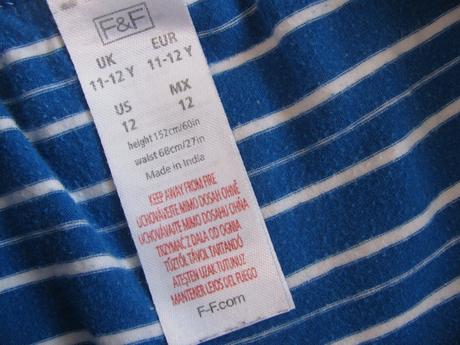 F&F
UK EUR
11-12 Y 11-12 Y
US MX
12 12
height 152cm/60in
waist 68cm/27in
Made in India
KEEP AWAY FROM FIRE
UCHOVÁVEJTE MIMO DOSAH OHNĚ
UCHOVÁVAJTE MIMO DOSAHU OHŇA
TRZYMAĆ Z DALA OD OGNIA
TŰZTŐL TÁVOL TARTANDÓ
ATEŞTEN UZAK TUTUNUZ
MANTENER LEJOS DEL FUEGO
F-F.com